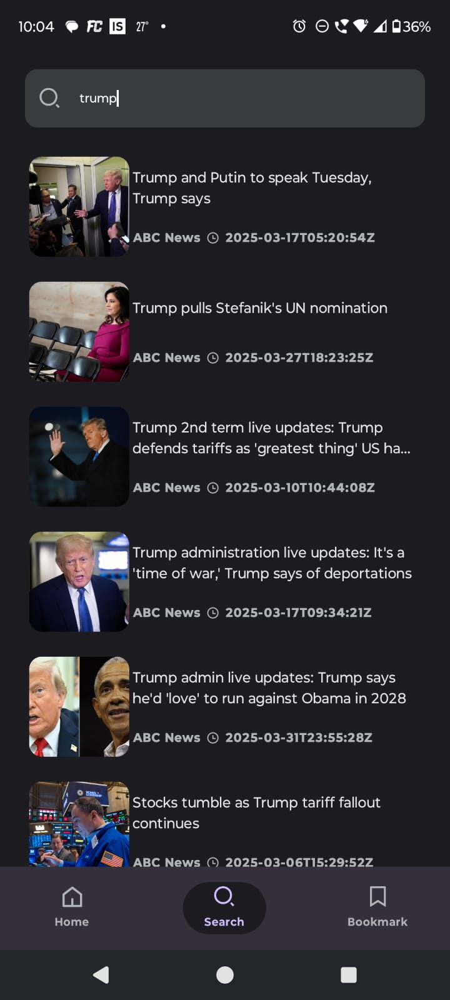 10:04 FC IS 27° 6 36%
trump
Trump and Putin to speak Tuesday,
Trump says
ABC News 2025-03-17T05:20:54Z
Trump pulls Stefanik's UN nomination
ABC News 2025-03-27T18:23:25Z
Trump 2nd term live updates: Trump
defends tariffs as 'greatest thing' US ha...
ABC News 2025-03-10T10:44:08Z
Trump administration live updates: It's a
'time of war,' Trump says of deportations
ABC News 2025-03-17T09:34:21Z
Trump admin live updates: Trump says
he'd 'love' to run against Obama in 2028
ABC News 2025-03-31T23:55:28Z
Stocks tumble as Trump tariff fallout
continues
ABC News 2025-03-06T15:29:52Z
Home Search Bookmark